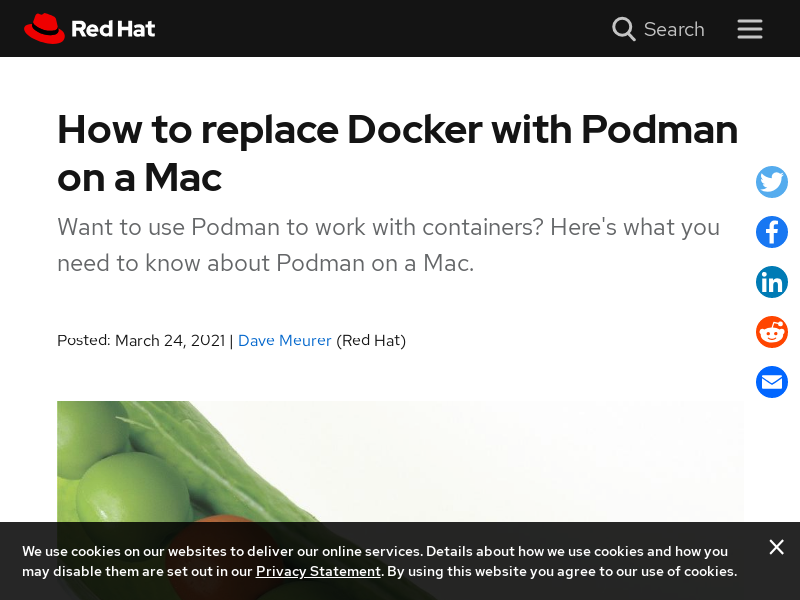 Red Hat
Search
How to replace Docker with Podman
on a Mac
Want to use Podman to work with containers? Here's what you
need to know about Podman on a Mac.
Posted: March 24, 2021 | Dave Meurer (Red Hat)
We use cookies on our websites to deliver our online services. Details about how we use cookies and how you
may disable them are set out in our Privacy Statement. By using this website you agree to our use of cookies.